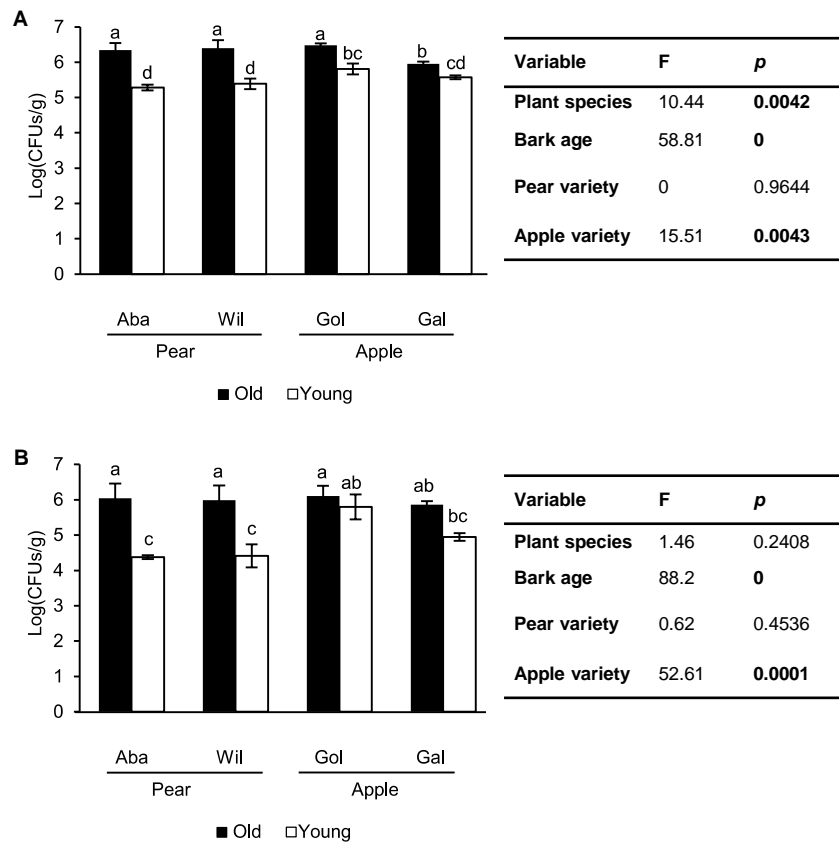 A
Log(CFUs/g)
7
6
5
4
3
2
1
0
a d a d a bc b cd
Aba Wil Gol Gal
Pear Apple
Old Young
Variable F p
Plant species 10.44 0.0042
Bark age 58.81 0
Pear variety 0 0.9644
Apple variety 15.51 0.0043
B
Log(CFUs/g)
7
6
5
4
3
2
1
0
a c a c a ab ab bc
Aba Wil Gol Gal
Pear Apple
Old Young
Variable F p
Plant species 1.46 0.2408
Bark age 88.2 0
Pear variety 0.62 0.4536
Apple variety 52.61 0.0001